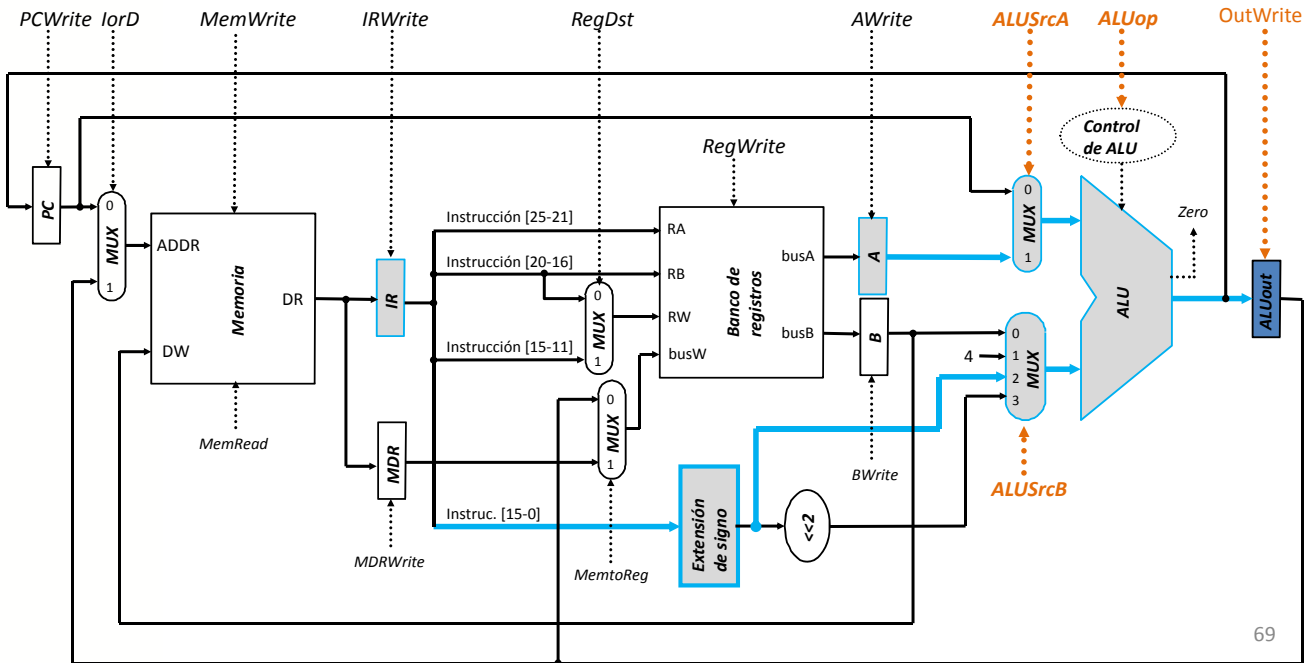 PCWrite IorD MemWrite IRWrite RegDst AWrite ALUSrcA ALUop OutWrite
Control
de ALU
RegWrite
PC
0
MUX
1
ADDR
DR
DW
Memoria
MemRead
IR
Instrucción [25-21]
Instrucción [20-16]
Instrucción [15-11]
0
MUX
1
RA
RB
RW
busW
busA
busB
Banco de
registros
A
B
BWrite
0
MUX
1
4
0
1
2
3
MUX
ALUSrcB
ALU
Zero
ALUout
MDR
MDRWrite
0
MUX
1
MemtoReg
Instruc. [15-0]
Extensión
de signo
<<2
69